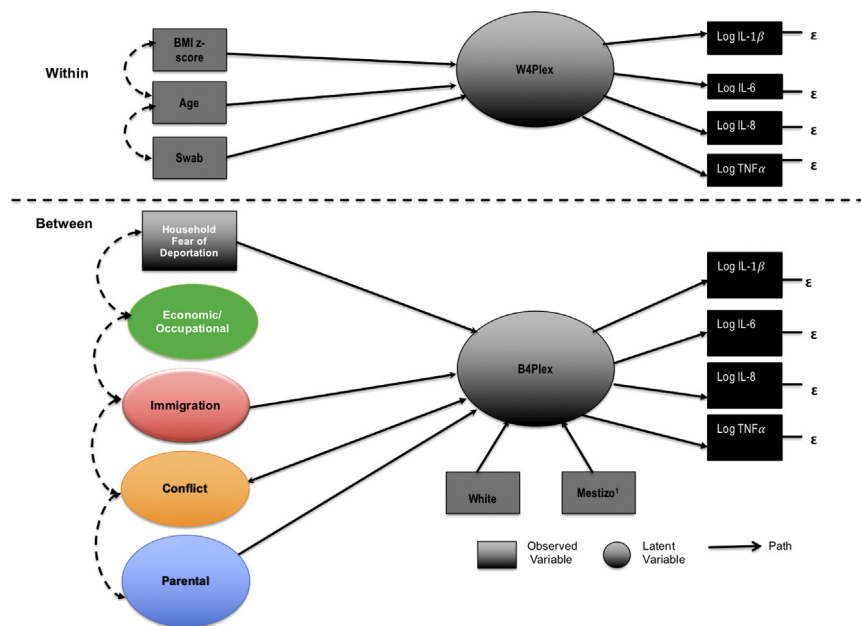 Within
BMI z-
score
Age
Swab
W4Plex
Log IL-1β
ε
Log IL-6
ε
Log IL-8
ε
Log TNFα
ε
Between
Household
Fear of
Deportation
Economic/
Occupational
Immigration
Conflict
Parental
B4Plex
White
Mestizo¹
Log IL-1β
ε
Log IL-6
ε
Log IL-8
ε
Log TNFα
ε
Observed
Variable
Latent
Variable
Path